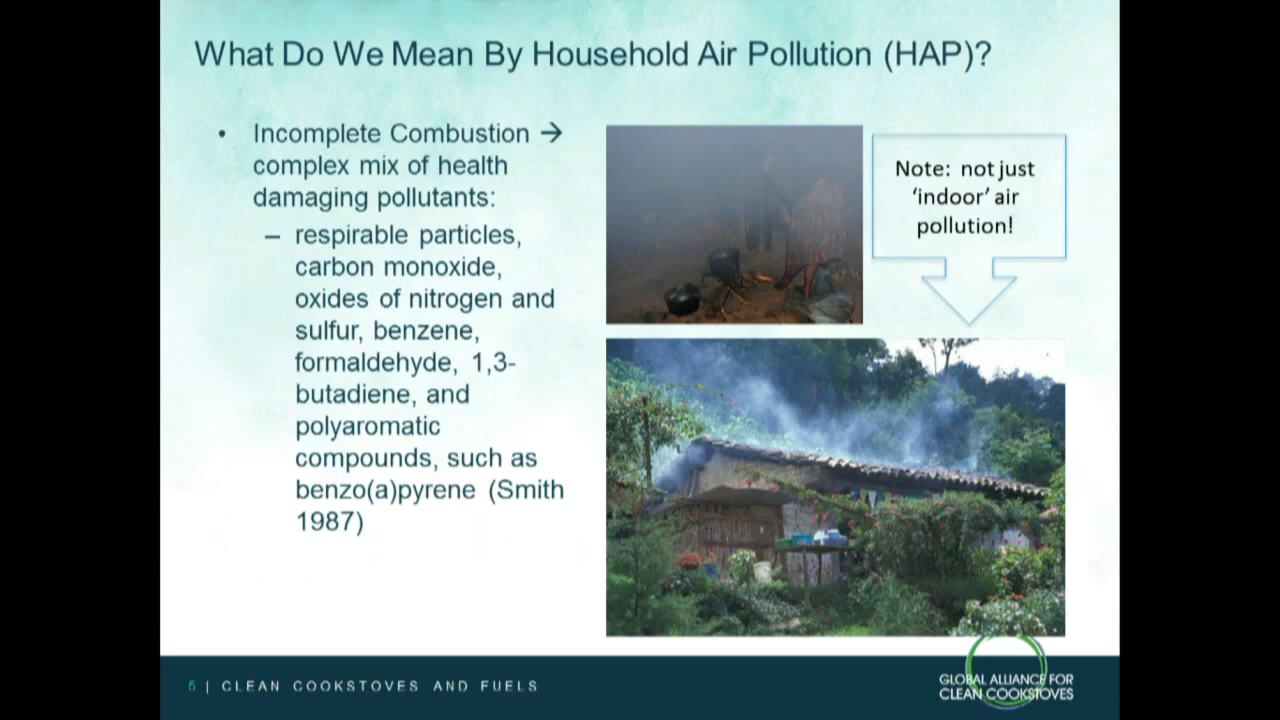 What Do We Mean By Household Air Pollution (HAP)?
• Incomplete Combustion →
complex mix of health
damaging pollutants:
– respirable particles,
carbon monoxide,
oxides of nitrogen and
sulfur, benzene,
formaldehyde, 1,3-
butadiene, and
polyaromatic
compounds, such as
benzo(a)pyrene (Smith
1987)
Note: not just
‘indoor’ air
pollution!
5 | CLEAN COOKSTOVES AND FUELS
GLOBAL ALLIANCE FOR
CLEAN COOKSTOVES